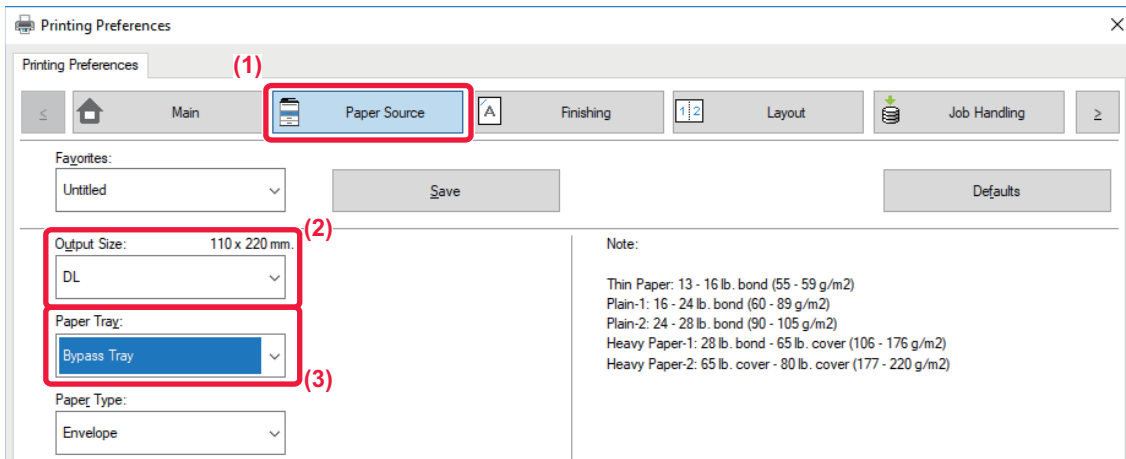 Printing Preferences
Printing Preferences
(1)
< Main Paper Source A Finishing 1 2 Layout Job Handling >
Favorites:
Untitled
Save
Defaults
(2)
Output Size: 110 x 220 mm.
DL
Paper Tray:
Bypass Tray
(3)
Paper Type:
Envelope
Note:
Thin Paper: 13 - 16 lb. bond (55 - 59 g/m2)
Plain-1: 16 - 24 lb. bond (60 - 89 g/m2)
Plain-2: 24 - 28 lb. bond (90 - 105 g/m2)
Heavy Paper-1: 28 lb. bond - 65 lb. cover (106 - 176 g/m2)
Heavy Paper-2: 65 lb. cover - 80 lb. cover (177 - 220 g/m2)